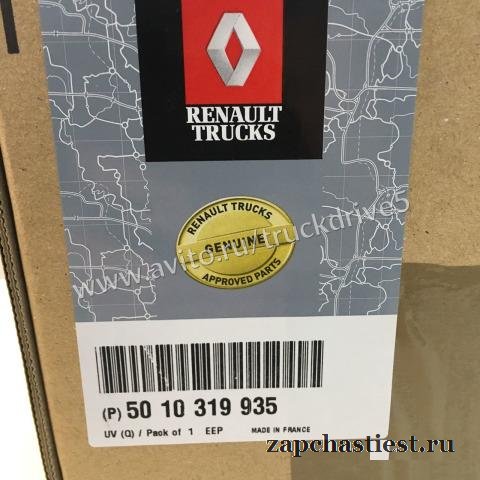 RENAULT
TRUCKS
RENAULT TRUCKS
GENUINE
APPROVED PARTS
www.avito.ru/truckdrive5
(P) 50 10 319 935
UV (Q) / Pack of 1 EEP MADE IN FRANCE
zapchastiest.ru